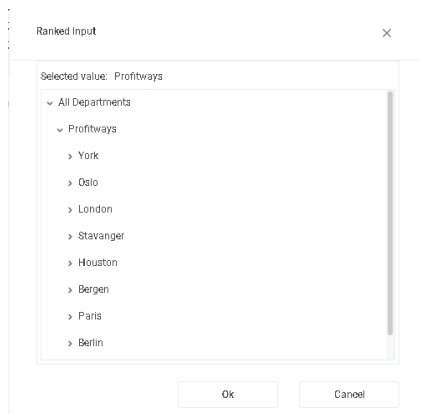 Ranked Input
Selected value: Profitways
All Departments
Profitways
York
Oslo
London
Stavanger
Houston
Bergen
Paris
Berlin
Ok Cancel